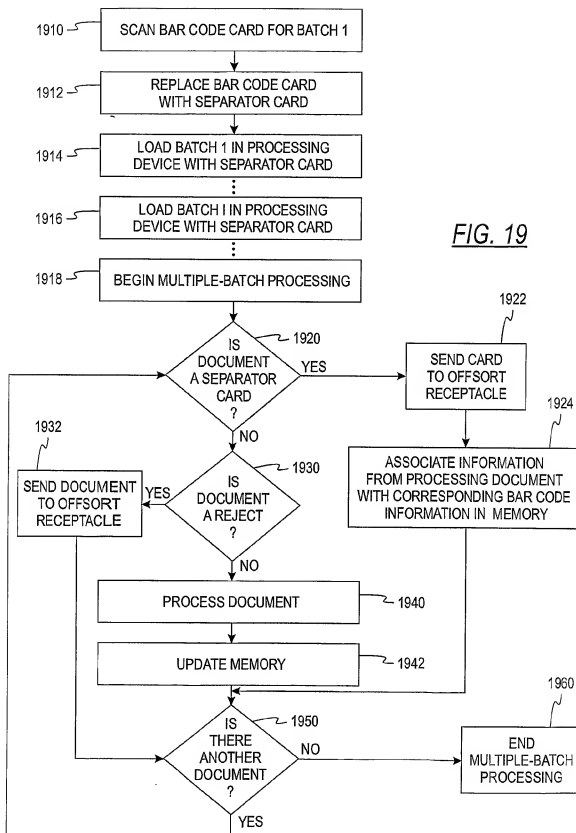 1910
SCAN BAR CODE CARD FOR BATCH 1
1912
REPLACE BAR CODE CARD
WITH SEPARATOR CARD
1914
LOAD BATCH 1 IN PROCESSING
DEVICE WITH SEPARATOR CARD
1916
LOAD BATCH I IN PROCESSING
DEVICE WITH SEPARATOR CARD
FIG. 19
1918
BEGIN MULTIPLE-BATCH PROCESSING
1920
IS
DOCUMENT
A SEPARATOR
CARD
?
YES
NO
1922
SEND CARD
TO OFFSORT
RECEPTACLE
1924
ASSOCIATE INFORMATION
FROM PROCESSING DOCUMENT
WITH CORRESPONDING BAR CODE
INFORMATION IN MEMORY
1930
IS
DOCUMENT
A REJECT
?
YES
NO
1932
SEND DOCUMENT
TO OFFSORT
RECEPTACLE
PROCESS DOCUMENT
1940
UPDATE MEMORY
1942
1950
IS
THERE
ANOTHER
DOCUMENT
?
NO
YES
1960
END
MULTIPLE-BATCH
PROCESSING